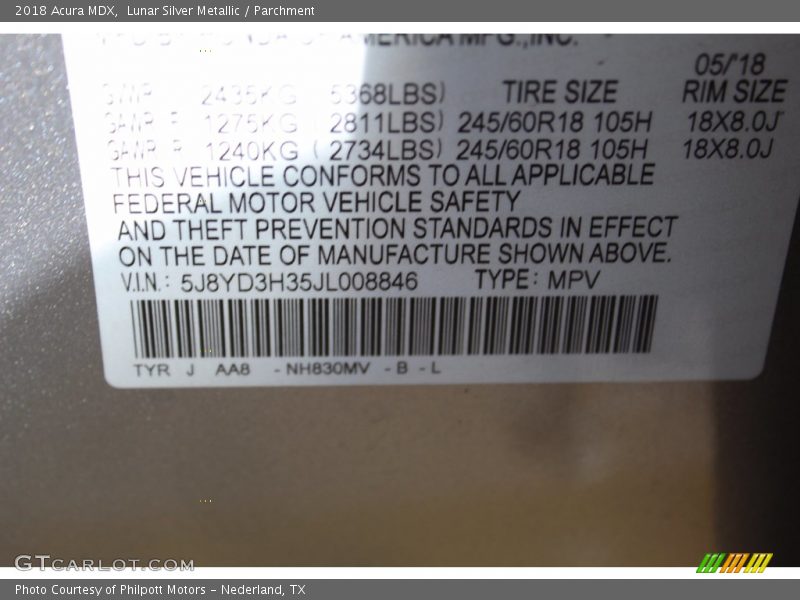 2018 Acura MDX, Lunar Silver Metallic / Parchment
AMERICA MFG., INC.
05/'18
GVWR 2435KG 5368LBS) TIRE SIZE RIM SIZE
GAWR F 1275KG (2811LBS) 245/60R18 105H 18X8.0J
GAWR R 1240KG (2734LBS) 245/60R18 105H 18X8.0J
THIS VEHICLE CONFORMS TO ALL APPLICABLE
FEDERAL MOTOR VEHICLE SAFETY
AND THEFT PREVENTION STANDARDS IN EFFECT
ON THE DATE OF MANUFACTURE SHOWN ABOVE.
V.I.N.: 5J8YD3H35JL008846 TYPE: MPV
TYR J AA8 - NH830MV - B - L
GTCARLOT.COM
Photo Courtesy of Philpott Motors - Nederland, TX